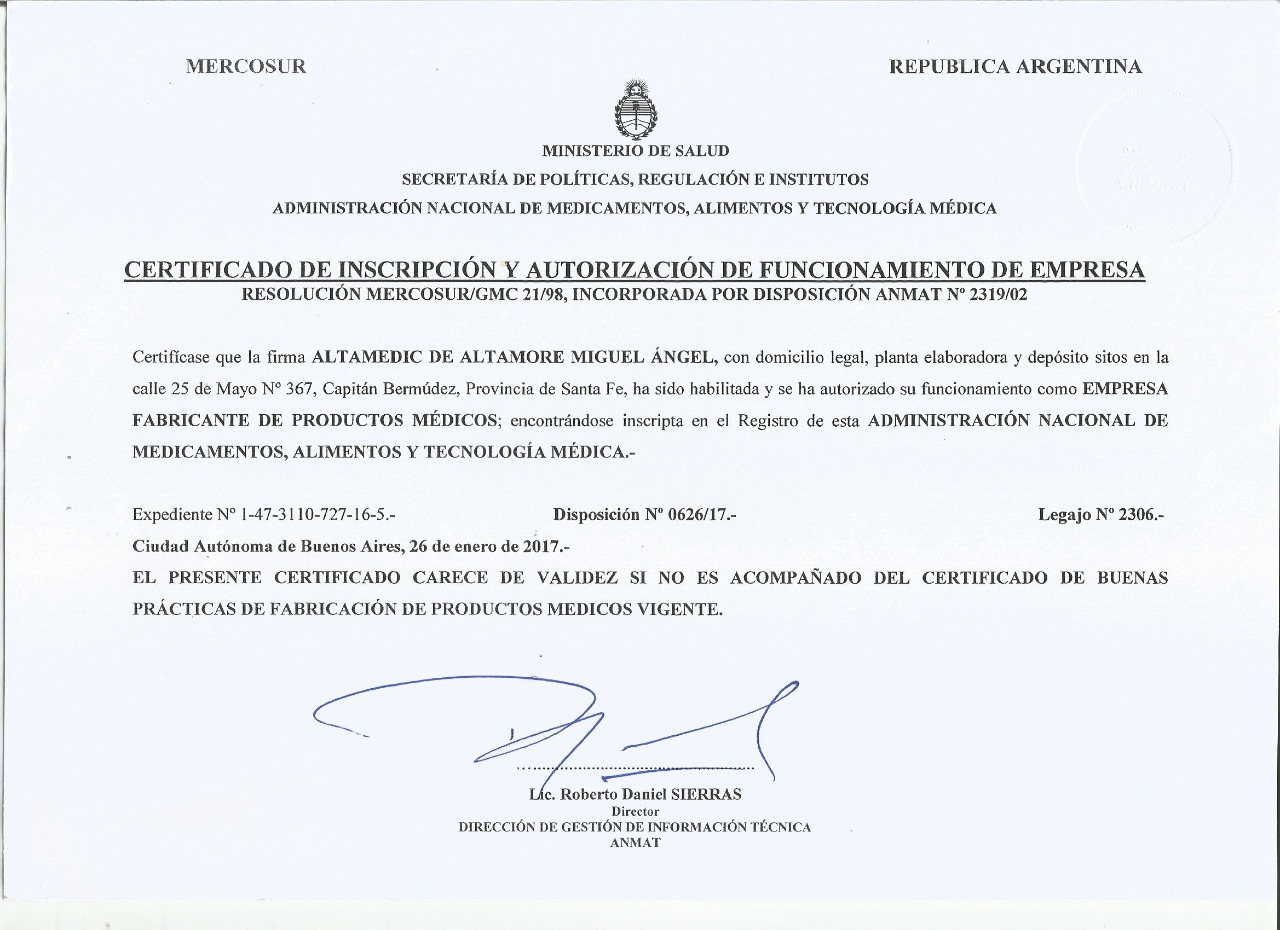 MERCOSUR
REPUBLICA ARGENTINA
MINISTERIO DE SALUD
SECRETARÍA DE POLÍTICAS, REGULACIÓN E INSTITUTOS
ADMINISTRACIÓN NACIONAL DE MEDICAMENTOS, ALIMENTOS Y TECNOLOGÍA MÉDICA
CERTIFICADO DE INSCRIPCIÓN Y AUTORIZACIÓN DE FUNCIONAMIENTO DE EMPRESA
RESOLUCIÓN MERCOSUR/GMC 21/98, INCORPORADA POR DISPOSICIÓN ANMAT Nº 2319/02
Certifícase que la firma ALTAMEDIC DE ALTAMORE MIGUEL ÁNGEL, con domicilio legal, planta elaboradora y depósito sitos en la
calle 25 de Mayo Nº 367, Capitán Bermúdez, Provincia de Santa Fe, ha sido habilitada y se ha autorizado su funcionamiento como EMPRESA
FABRICANTE DE PRODUCTOS MÉDICOS; encontrándose inscripta en el Registro de esta ADMINISTRACIÓN NACIONAL DE
MEDICAMENTOS, ALIMENTOS Y TECNOLOGÍA MÉDICA.-
Expediente Nº 1-47-3110-727-16-5.- Disposición Nº 0626/17.- Legajo Nº 2306.-
Ciudad Autónoma de Buenos Aires, 26 de enero de 2017.-
EL PRESENTE CERTIFICADO CARECE DE VALIDEZ SI NO ES ACOMPAÑADO DEL CERTIFICADO DE BUENAS
PRÁCTICAS DE FABRICACIÓN DE PRODUCTOS MEDICOS VIGENTE.
Lic. Roberto Daniel SIERRAS
Director
DIRECCIÓN DE GESTIÓN DE INFORMACIÓN TÉCNICA
ANMAT